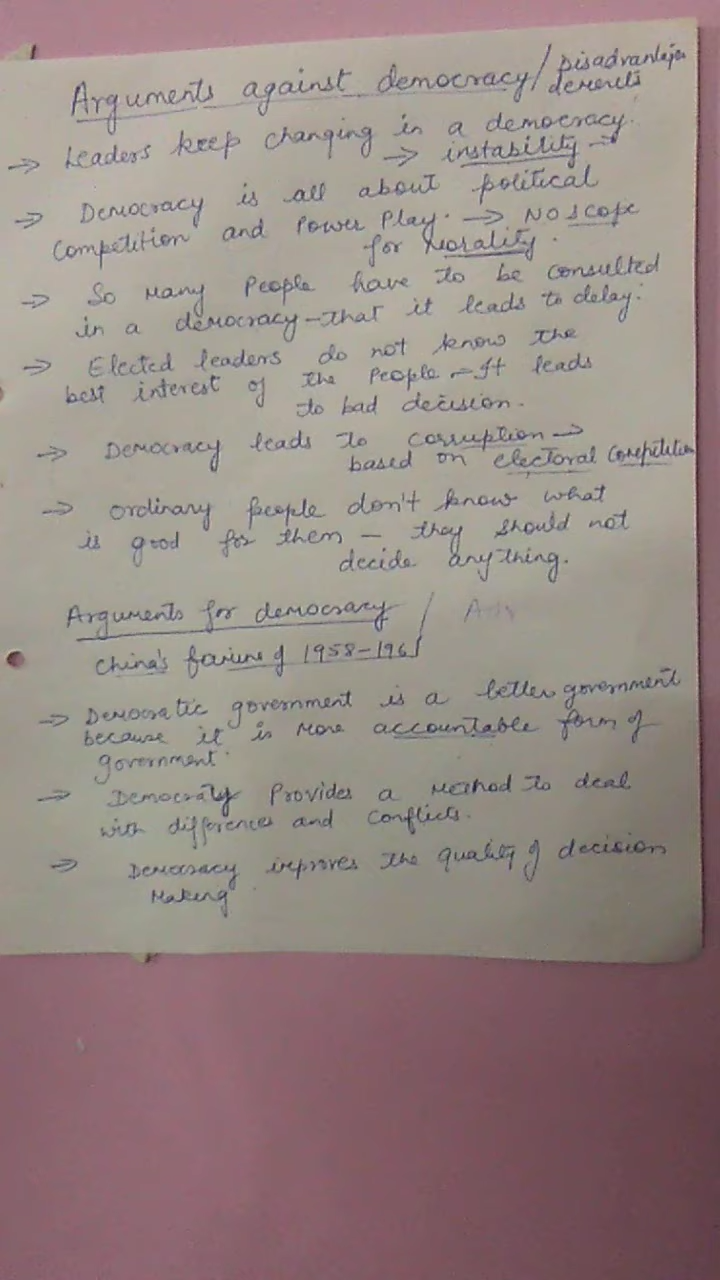 Arguments against democracy/ Disadvantages
demerits
→ Leaders keep changing in a democracy.
→ instability →
→ Democracy is all about political
Competition and Power Play. → No scope
for Morality.
→ So Many People have to be consulted
in a democracy - that it leads to delay.
→ Elected leaders do not know the
best interest of the People - It leads
to bad decision.
→ Democracy leads to corruption →
based on electoral competition
→ ordinary people don't know what
is good for them - they should not
decide anything.
Arguments for democracy / Adv
China's famine of 1958-1961
→ Democratic government is a better government
because it is More accountable form of
government.
→ Democraty Provides a Method to deal
with differences and Conflicts.
→ Democracy improves the quality of decision
Making